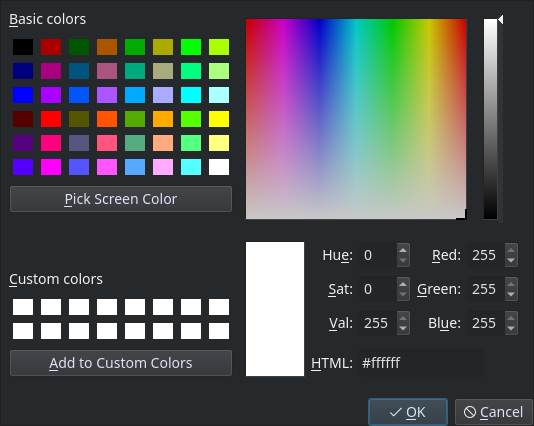 Basic colors
Pick Screen Color
Custom colors
Add to Custom Colors
Hue: 0 Red: 255
Sat: 0 Green: 255
Val: 255 Blue: 255
HTML: #ffffff
OK Cancel